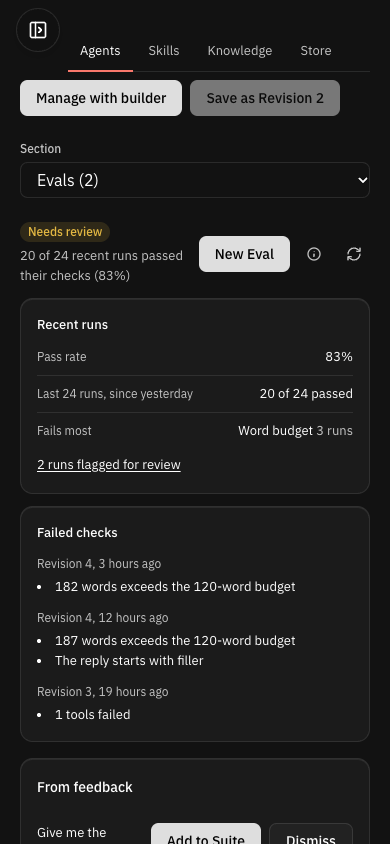 Agents Skills Knowledge Store
Manage with builder Save as Revision 2
Section
Evals (2)
Needs review
20 of 24 recent runs passed
their checks (83%)
New Eval
Recent runs
Pass rate 83%
Last 24 runs, since yesterday 20 of 24 passed
Fails most Word budget 3 runs
2 runs flagged for review
Failed checks
Revision 4, 3 hours ago
• 182 words exceeds the 120-word budget
Revision 4, 12 hours ago
• 187 words exceeds the 120-word budget
• The reply starts with filler
Revision 3, 19 hours ago
• 1 tools failed
From feedback
Give me the
Add to Suite Dismiss